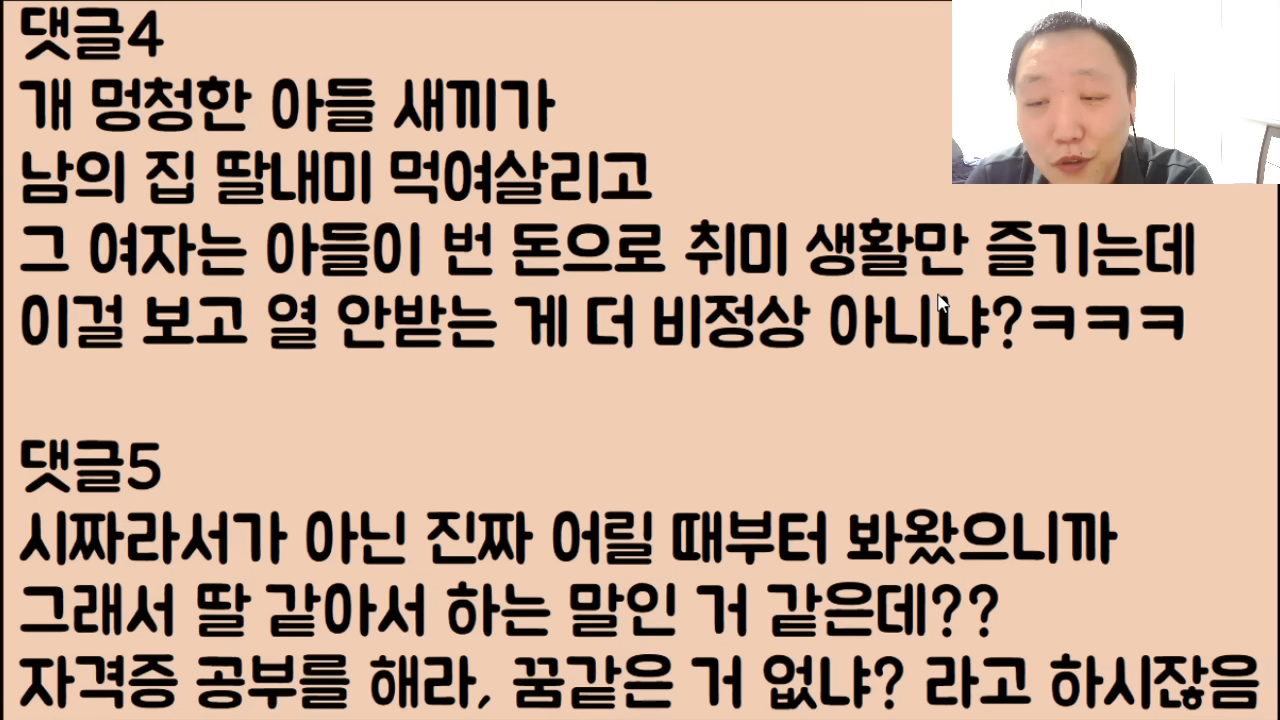 댓글4
개 멍청한 아들 새끼가
남의 집 딸내미 먹여살리고
그 여자는 아들이 번 돈으로 취미 생활만 즐기는데
이걸 보고 열 안받는 게 더 비정상 아니냐?ㅋㅋㅋ
댓글5
시짜라서가 아닌 진짜 어릴 때부터 봐왔으니까
그래서 딸 같아서 하는 말인 거 같은데??
자격증 공부를 해라, 꿈같은 거 없냐? 라고 하시잖음